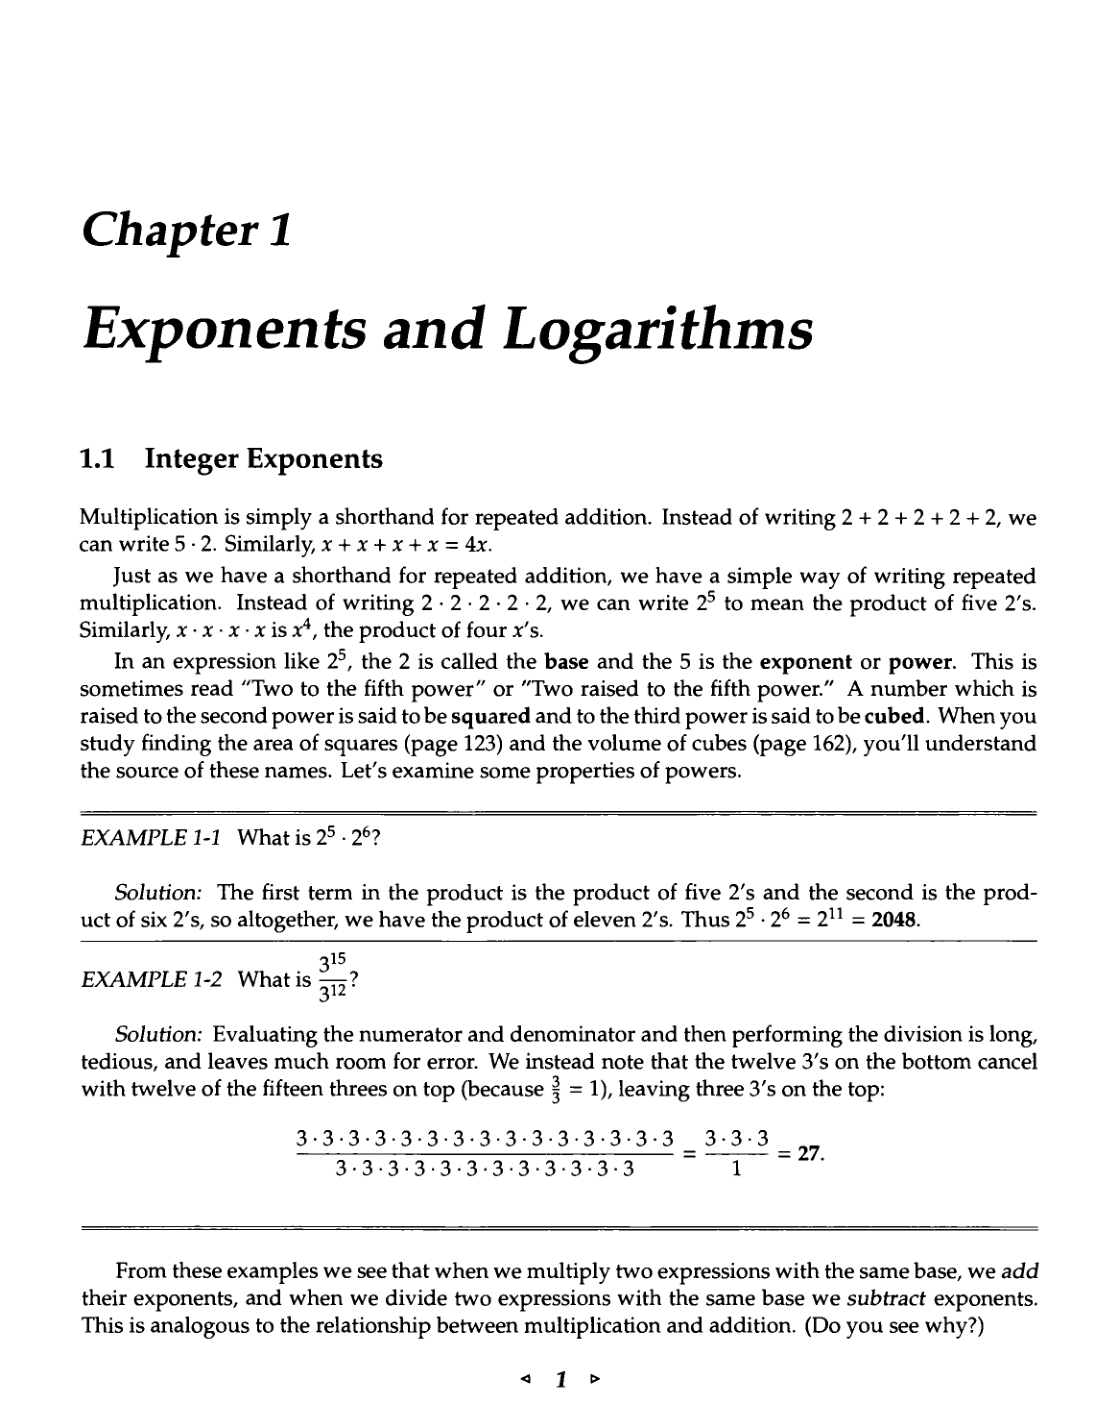 Chapter 1
Exponents and Logarithms
1.1 Integer Exponents
Multiplication is simply a shorthand for repeated addition. Instead of writing 2 + 2 + 2 + 2 + 2, we
can write 5 · 2. Similarly, x + x + x + x = 4x.
Just as we have a shorthand for repeated addition, we have a simple way of writing repeated
multiplication. Instead of writing 2 · 2 · 2 · 2 · 2, we can write 2⁵ to mean the product of five 2's.
Similarly, x · x · x · x is x⁴, the product of four x's.
In an expression like 2⁵, the 2 is called the base and the 5 is the exponent or power. This is
sometimes read "Two to the fifth power" or "Two raised to the fifth power." A number which is
raised to the second power is said to be squared and to the third power is said to be cubed. When you
study finding the area of squares (page 123) and the volume of cubes (page 162), you'll understand
the source of these names. Let's examine some properties of powers.
EXAMPLE 1-1 What is 2⁵ · 2⁶?
Solution: The first term in the product is the product of five 2's and the second is the prod-
uct of six 2's, so altogether, we have the product of eleven 2's. Thus 2⁵ · 2⁶ = 2¹¹ = 2048.
EXAMPLE 1-2 What is 3¹⁵/3¹²?
Solution: Evaluating the numerator and denominator and then performing the division is long,
tedious, and leaves much room for error. We instead note that the twelve 3's on the bottom cancel
with twelve of the fifteen threes on top (because 3/3 = 1), leaving three 3's on the top:
3·3·3·3·3·3·3·3·3·3·3·3·3·3·3 / 3·3·3·3·3·3·3·3·3·3·3·3 = 3·3·3 / 1 = 27.
From these examples we see that when we multiply two expressions with the same base, we add
their exponents, and when we divide two expressions with the same base we subtract exponents.
This is analogous to the relationship between multiplication and addition. (Do you see why?)
◃ 1 ▹